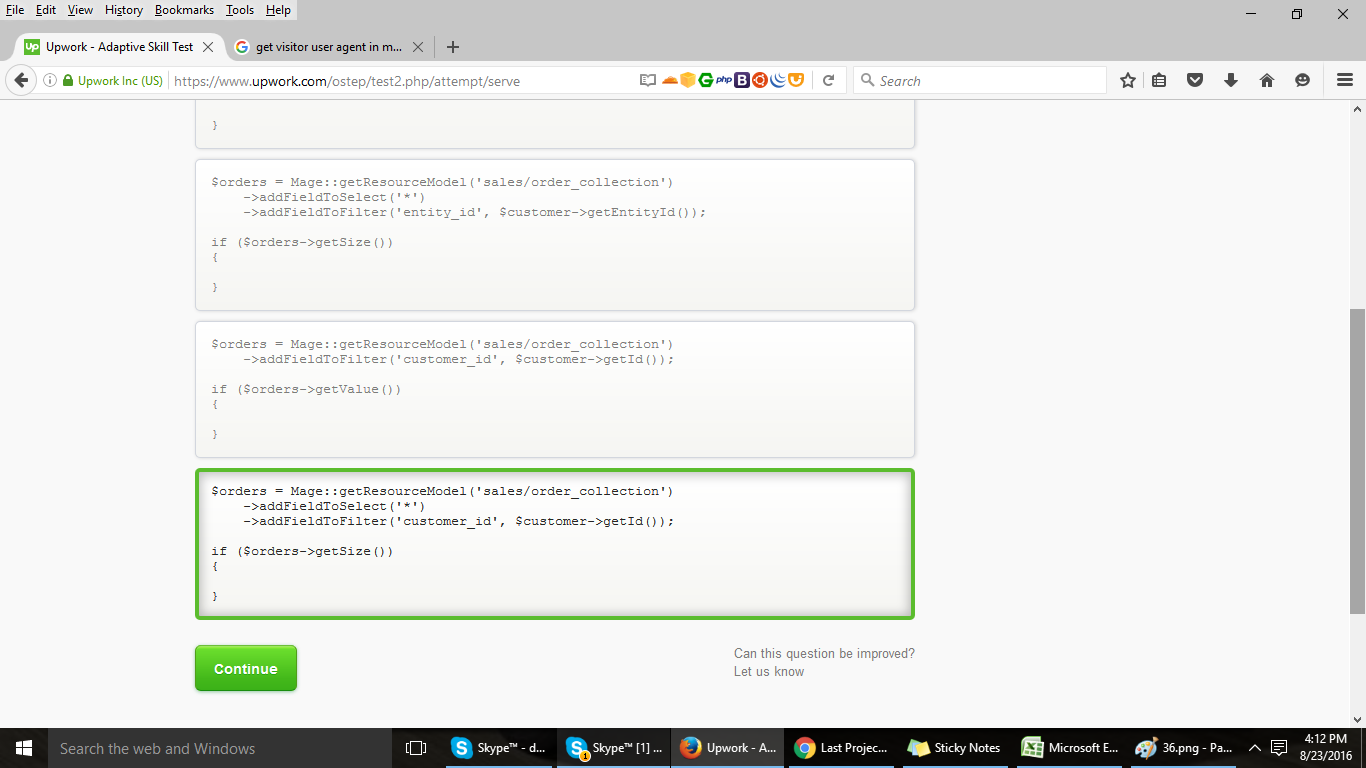 File Edit View History Bookmarks Tools Help
Upwork - Adaptive Skill Test
get visitor user agent in m...
Upwork Inc (US)
https://www.upwork.com/ostep/test2.php/attempt/serve
Search
}
$orders = Mage::getResourceModel('sales/order_collection')
->addFieldToSelect('*')
->addFieldToFilter('entity_id', $customer->getEntityId());
if ($orders->getSize())
{
}
$orders = Mage::getResourceModel('sales/order_collection')
->addFieldToFilter('customer_id', $customer->getId());
if ($orders->getValue())
{
}
$orders = Mage::getResourceModel('sales/order_collection')
->addFieldToSelect('*')
->addFieldToFilter('customer_id', $customer->getId());
if ($orders->getSize())
{
}
Continue
Can this question be improved?
Let us know
Search the web and Windows
Skype™ - d...
Skype™ [1] ...
Upwork - A...
Last Projec...
Sticky Notes
Microsoft E...
36.png - Pa...
4:12 PM
8/23/2016